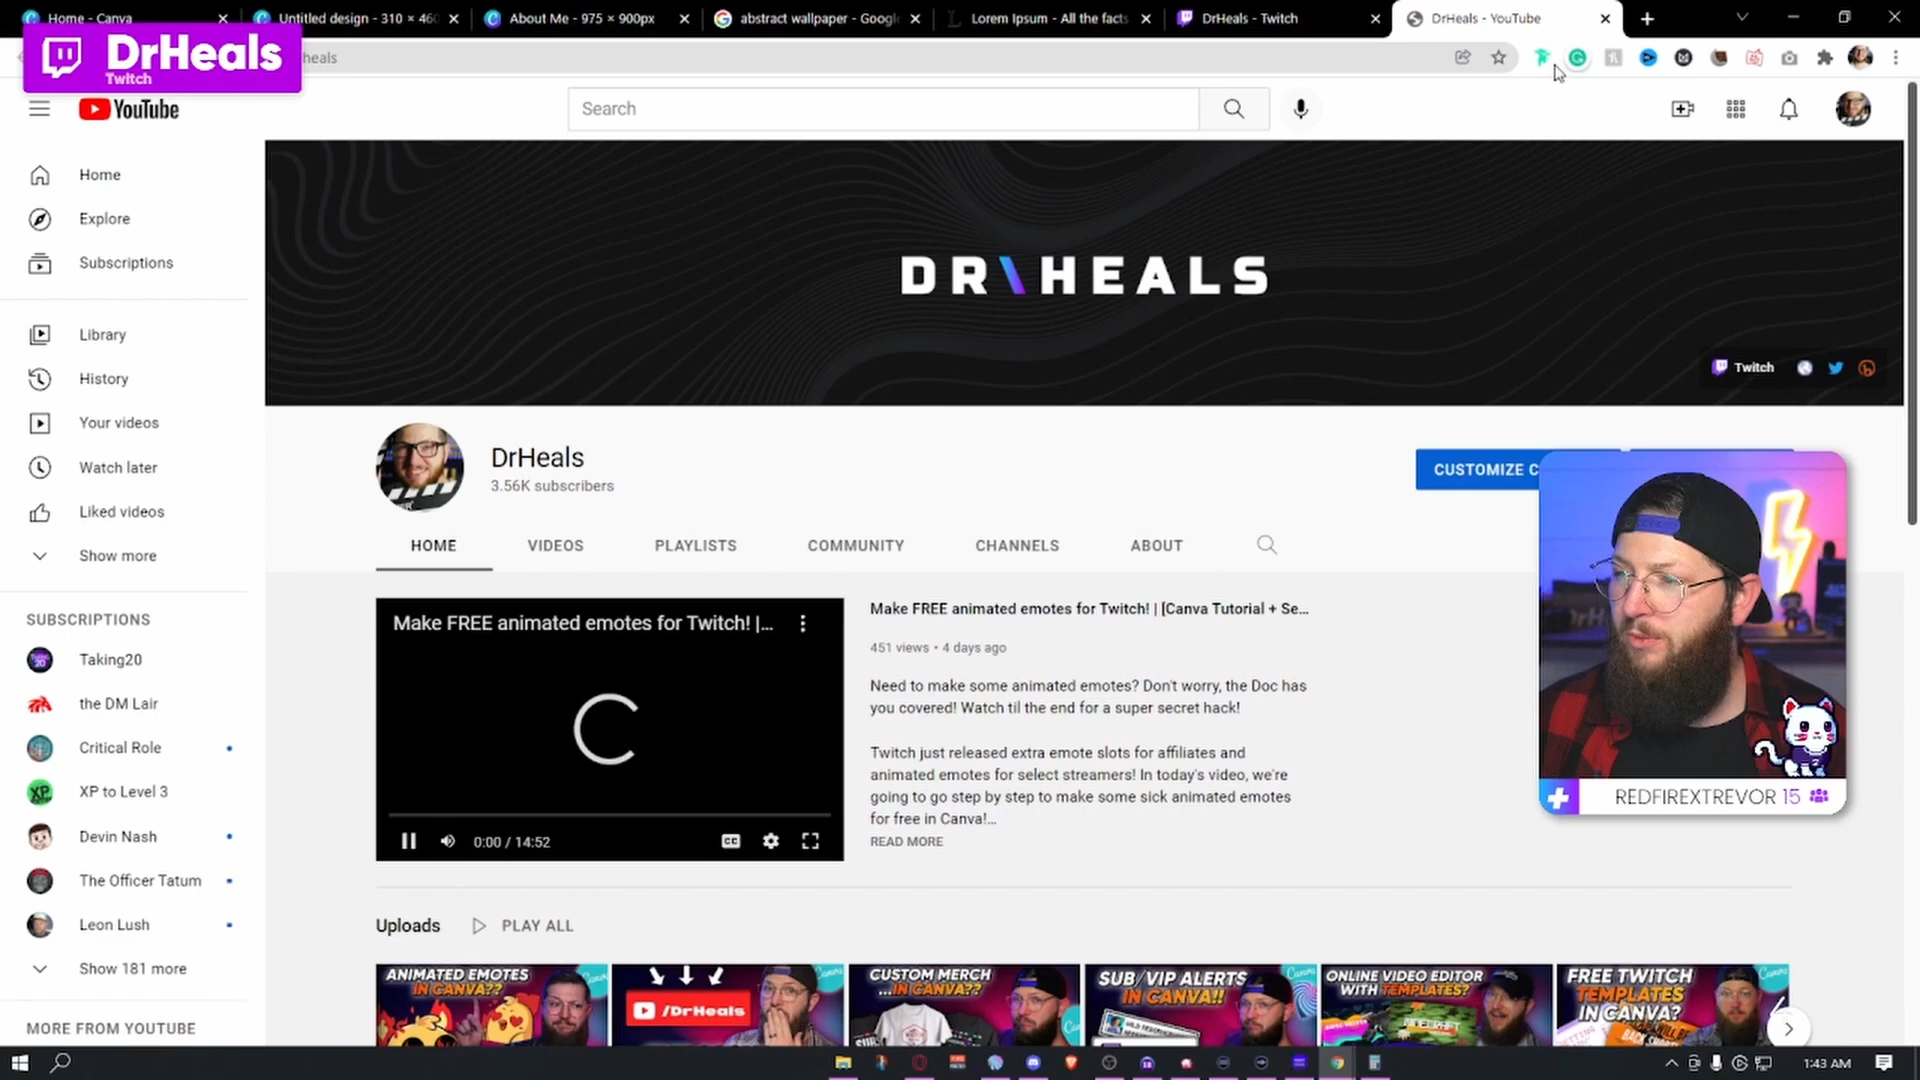 Home - Canva
Untitled design - 310 × 460
About Me - 975 × 900px
abstract wallpaper - Google
Lorem Ipsum - All the facts
DrHeals - Twitch
DrHeals - YouTube
DrHeals
Twitch
heals
YouTube
Search
Home
Explore
Subscriptions
Library
History
Your videos
Watch later
Liked videos
Show more
SUBSCRIPTIONS
Taking20
the DM Lair
Critical Role
XP to Level 3
Devin Nash
The Officer Tatum
Leon Lush
Show 181 more
MORE FROM YOUTUBE
DR\HEALS
Twitch
DrHeals
3.56K subscribers
CUSTOMIZE C
HOME
VIDEOS
PLAYLISTS
COMMUNITY
CHANNELS
ABOUT
Make FREE animated emotes for Twitch! |...
0:00 / 14:52
Make FREE animated emotes for Twitch! | [Canva Tutorial + Se...
451 views • 4 days ago
Need to make some animated emotes? Don't worry, the Doc has
you covered! Watch til the end for a super secret hack!
Twitch just released extra emote slots for affiliates and
animated emotes for select streamers! In today's video, we're
going to go step by step to make some sick animated emotes
for free in Canva!...
READ MORE
REDFIREXTREVOR 15
Uploads
PLAY ALL
ANIMATED EMOTES
IN CANVA??
Canva
/DrHeals
CUSTOM MERCH
...IN CANVA??
Canva
SUB/VIP ALERTS
IN CANVA!!
Canva
ONLINE VIDEO EDITOR
WITH TEMPLATES?
MINECRAFT
FREE TWITCH
TEMPLATES
IN CANVA?
Canva
1:43 AM